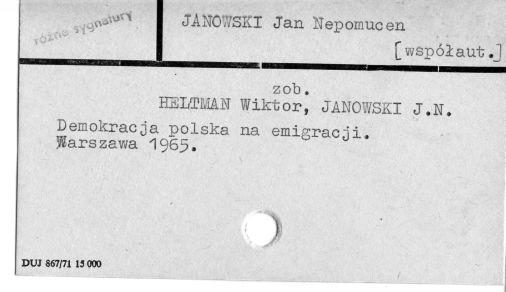 różne sygnatury
JANOWSKI Jan Nepomucen
[współaut.]
zob.
HELTMAN Wiktor, JANOWSKI J.N.
Demokracja polska na emigracji.
Warszawa 1965.
DUJ 867/71 15 000